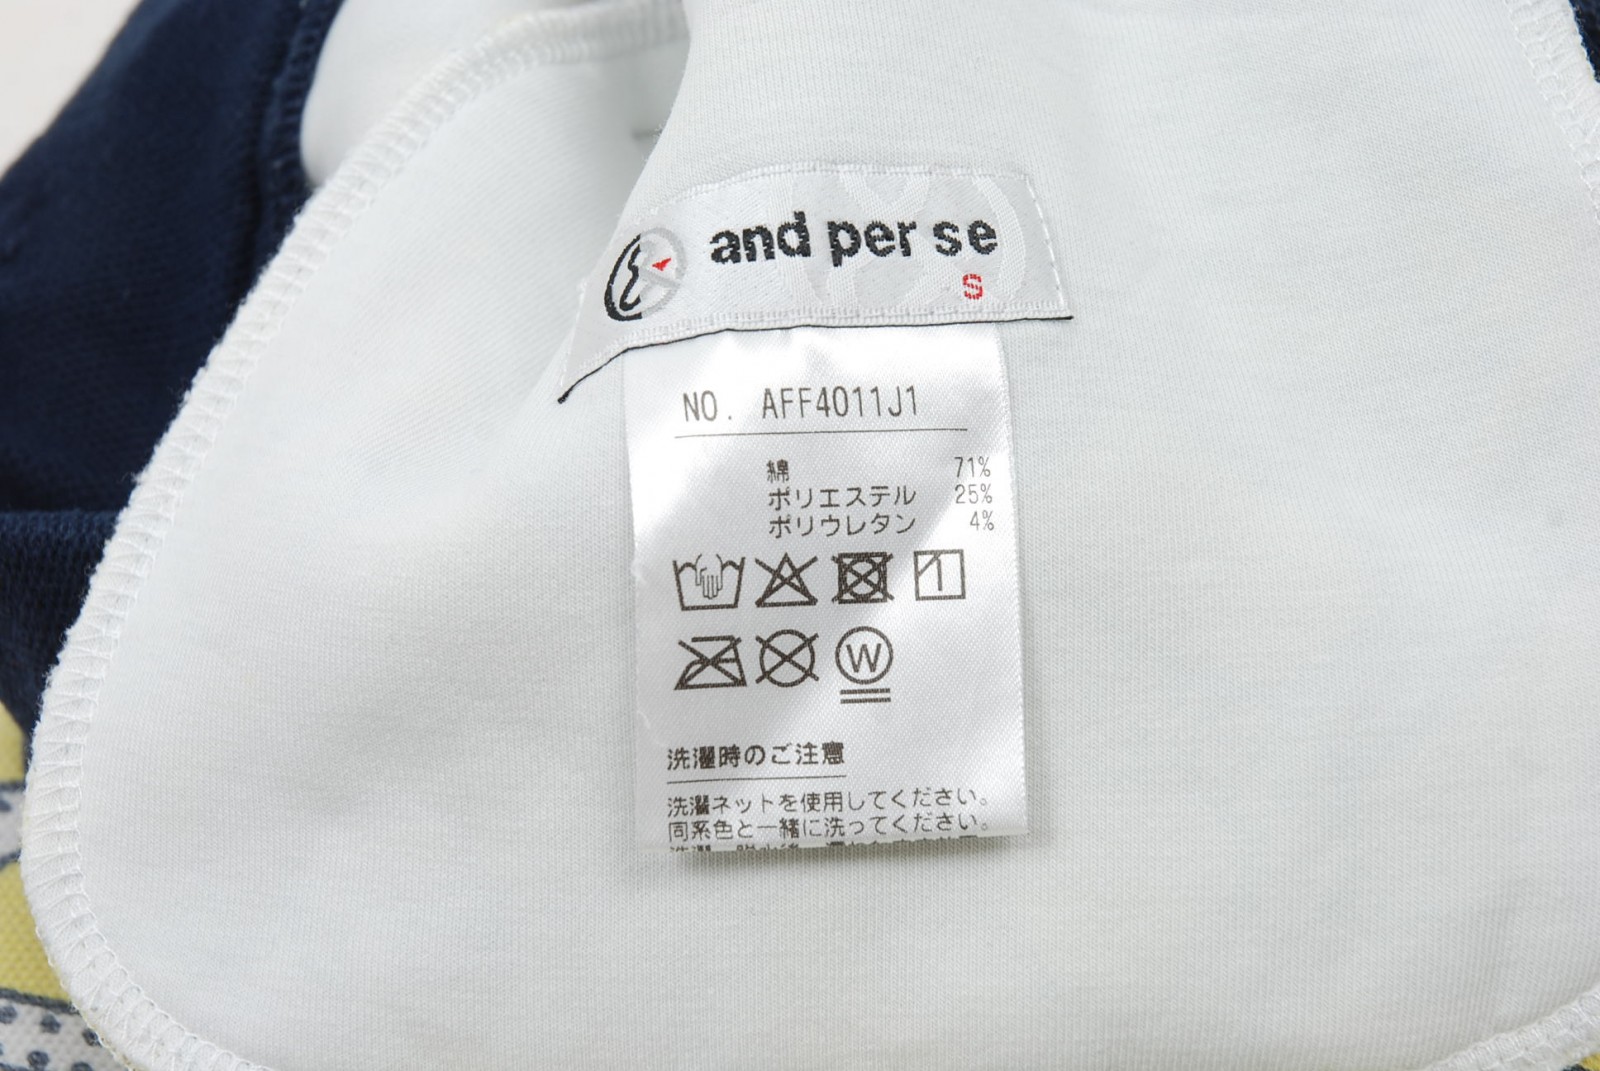 and per se
S
NO. AFF4011J1
綿 71%
ポリエステル 25%
ポリウレタン 4%
1
W
洗濯時のご注意
洗濯ネットを使用してください。
同系色と一緒に洗ってください。